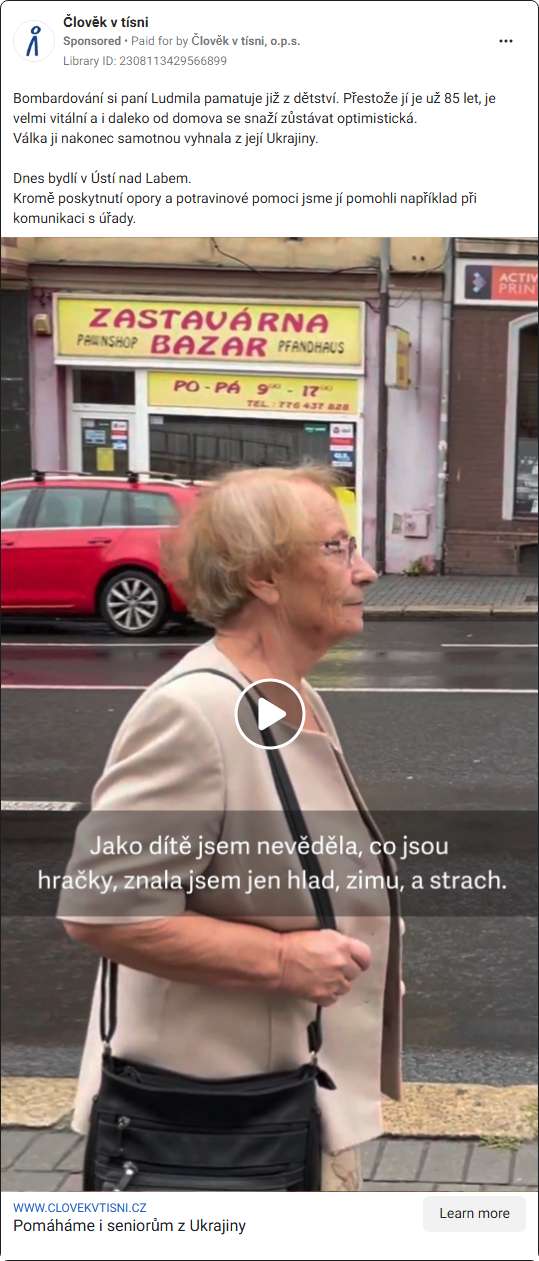 Člověk v tísni
Sponsored • Paid for by Člověk v tísni, o.p.s.
Library ID: 2308113429566899
Bombardování si paní Ludmila pamatuje již z dětství. Přestože jí je už 85 let, je
velmi vitální a i daleko od domova se snaží zůstávat optimistická.
Válka ji nakonec samotnou vyhnala z její Ukrajiny.
Dnes bydlí v Ústí nad Labem.
Kromě poskytnutí opory a potravinové pomoci jsme jí pomohli například při
komunikaci s úřady.
ACTIV
PRIN
ZASTAVÁRNA
PAWNSHOP BAZAR PFANDHAUS
PO - PÁ 9⁰⁰ - 17⁰⁰
TEL.: 776 437 828
Jako dítě jsem nevěděla, co jsou
hračky, znala jsem jen hlad, zimu, a strach.
WWW.CLOVEKVTISNI.CZ
Pomáháme i seniorům z Ukrajiny
Learn more